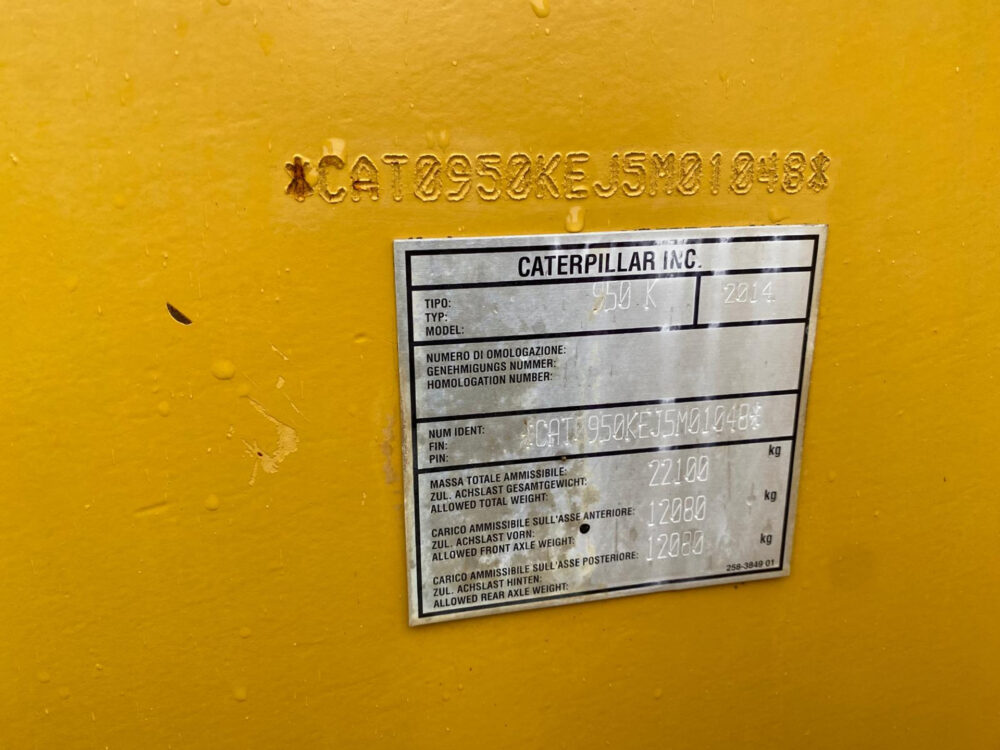 *CAT0950KEJ5M01048*
CATERPILLAR INC.
TIPO:
TYP:
MODEL:
950 K
2014
NUMERO DI OMOLOGAZIONE:
GENEHMIGUNGS NUMMER:
HOMOLOGATION NUMBER:
NUM IDENT:
FIN:
PIN:
*CAT0950KEJ5M01048*
MASSA TOTALE AMMISSIBILE:
ZUL. ACHSLAST GESAMTGEWICHT:
ALLOWED TOTAL WEIGHT:
22100 kg
CARICO AMMISSIBILE SULL'ASSE ANTERIORE:
ZUL. ACHSLAST VORN:
ALLOWED FRONT AXLE WEIGHT:
12080 kg
CARICO AMMISSIBILE SULL'ASSE POSTERIORE:
ZUL. ACHSLAST HINTEN:
ALLOWED REAR AXLE WEIGHT:
12080 kg
258-3849 01